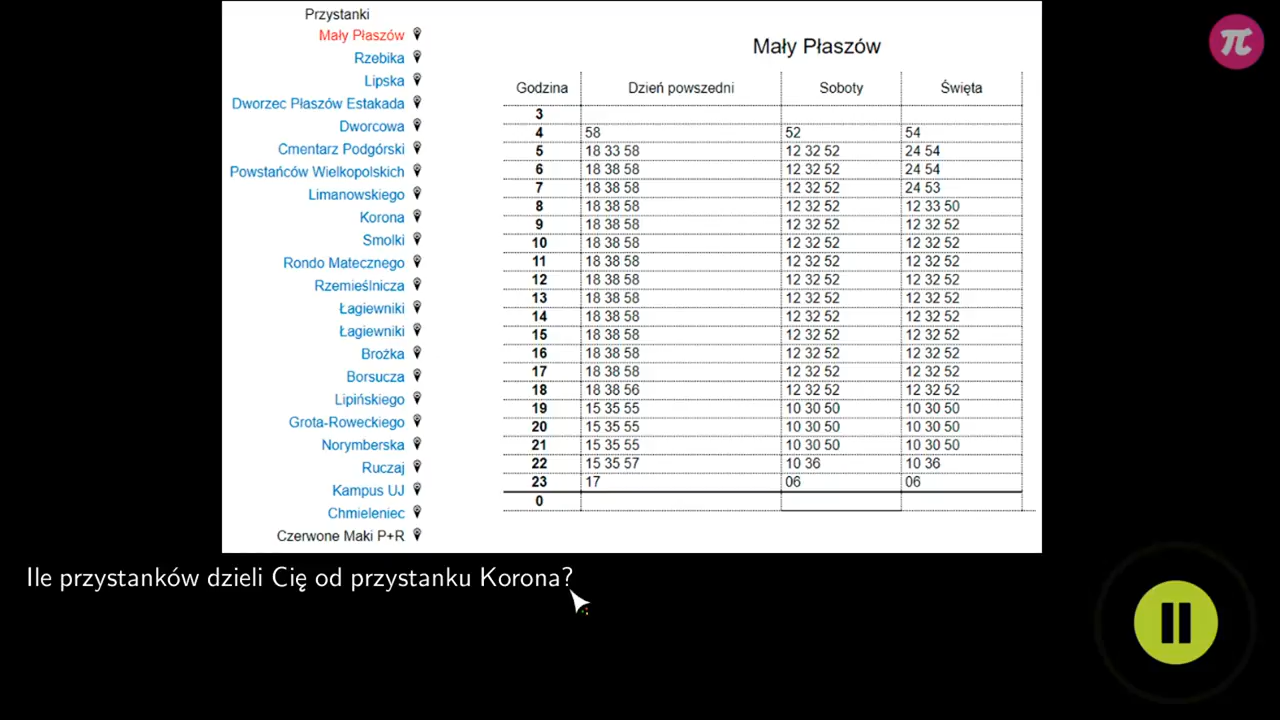 Przystanki
Mały Płaszów
Rzebika
Lipska
Dworzec Płaszów Estakada
Dworcowa
Cmentarz Podgórski
Powstańców Wielkopolskich
Limanowskiego
Korona
Smolki
Rondo Matecznego
Rzemieślnicza
Łagiewniki
Łagiewniki
Brożka
Borsucza
Lipińskiego
Grota-Roweckiego
Norymberska
Ruczaj
Kampus UJ
Chmieleniec
Czerwone Maki P+R
Mały Płaszów
Godzina Dzień powszedni Soboty Święta
3
4 58 52 54
5 18 33 58 12 32 52 24 54
6 18 38 58 12 32 52 24 54
7 18 38 58 12 32 52 24 53
8 18 38 58 12 32 52 12 33 50
9 18 38 58 12 32 52 12 32 52
10 18 38 58 12 32 52 12 32 52
11 18 38 58 12 32 52 12 32 52
12 18 38 58 12 32 52 12 32 52
13 18 38 58 12 32 52 12 32 52
14 18 38 58 12 32 52 12 32 52
15 18 38 58 12 32 52 12 32 52
16 18 38 58 12 32 52 12 32 52
17 18 38 58 12 32 52 12 32 52
18 18 38 56 12 32 52 12 32 52
19 15 35 55 10 30 50 10 30 50
20 15 35 55 10 30 50 10 30 50
21 15 35 55 10 30 50 10 30 50
22 15 35 57 10 36 10 36
23 17 06 06
0
π
Ile przystanków dzieli Cię od przystanku Korona?